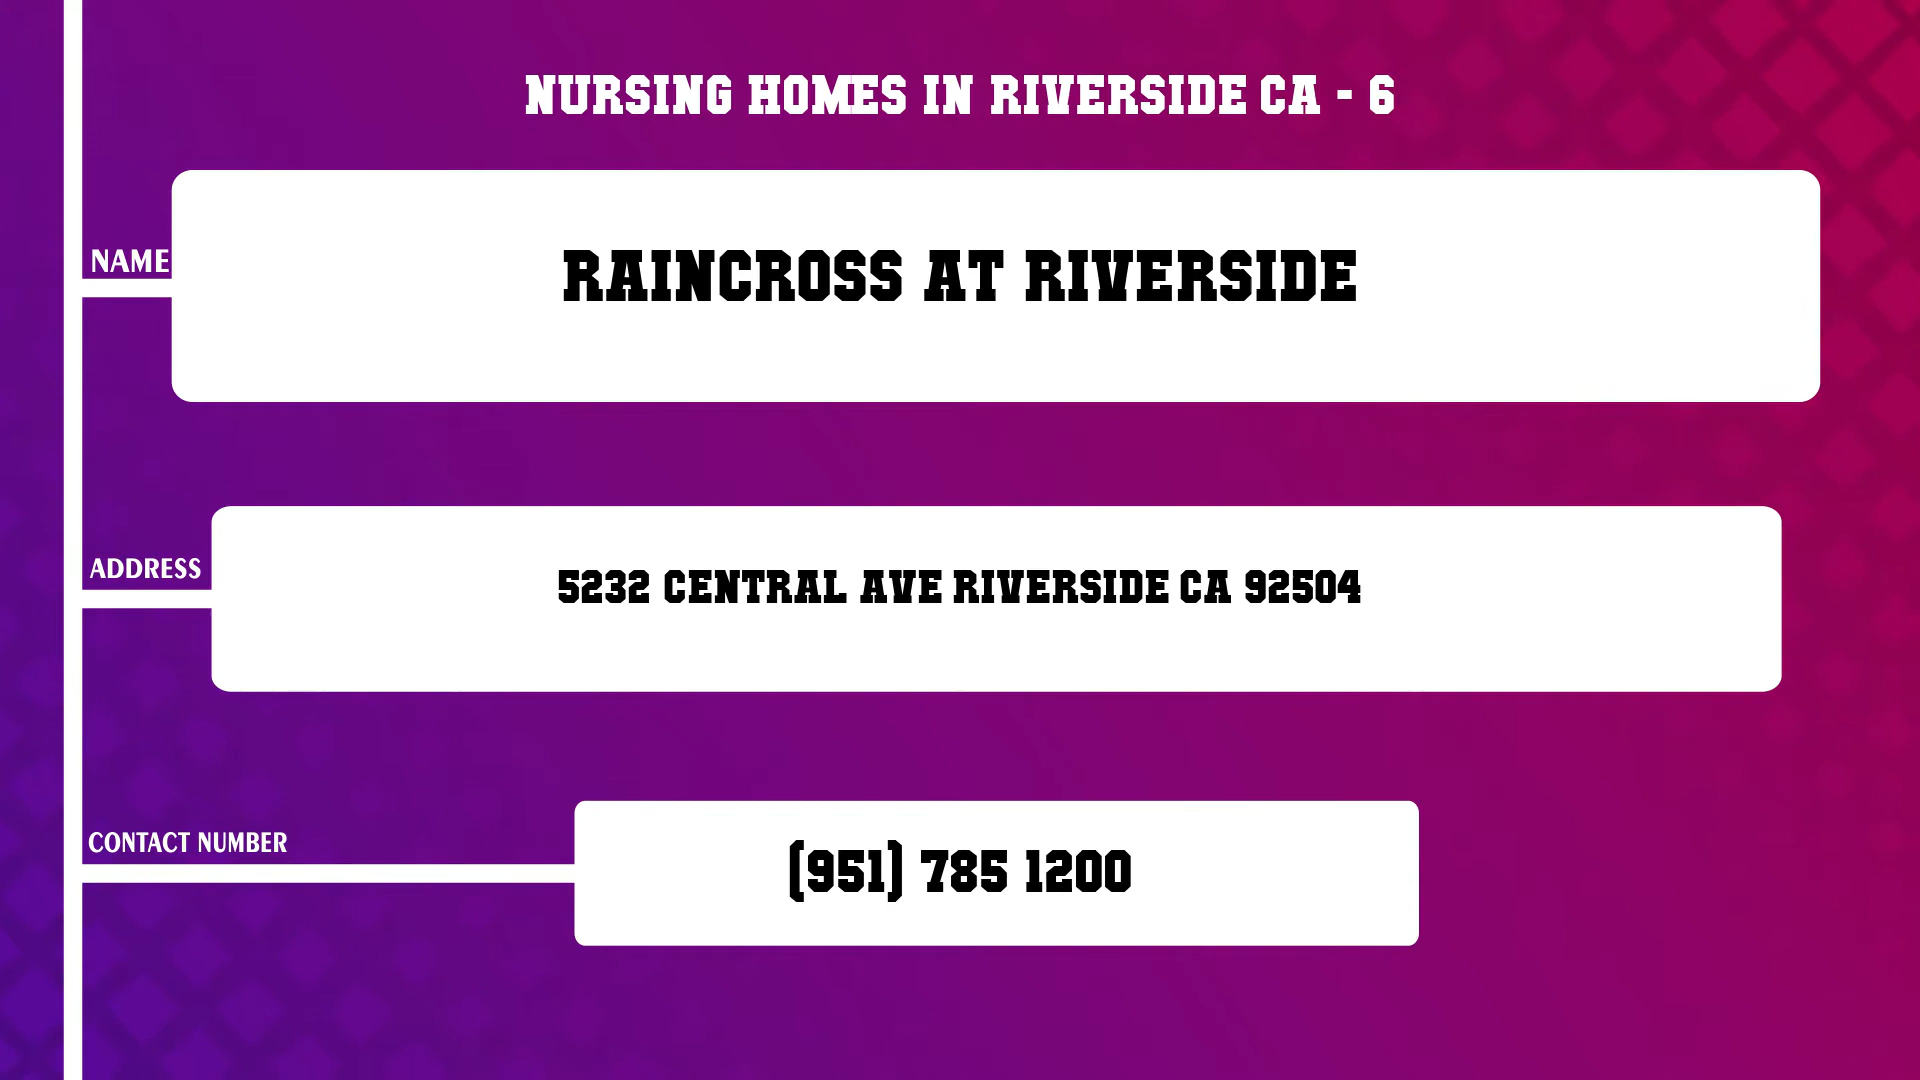 NURSING HOMES IN RIVERSIDE CA - 6
NAME
RAINCROSS AT RIVERSIDE
ADDRESS
5232 CENTRAL AVE RIVERSIDE CA 92504
CONTACT NUMBER
(951) 785 1200